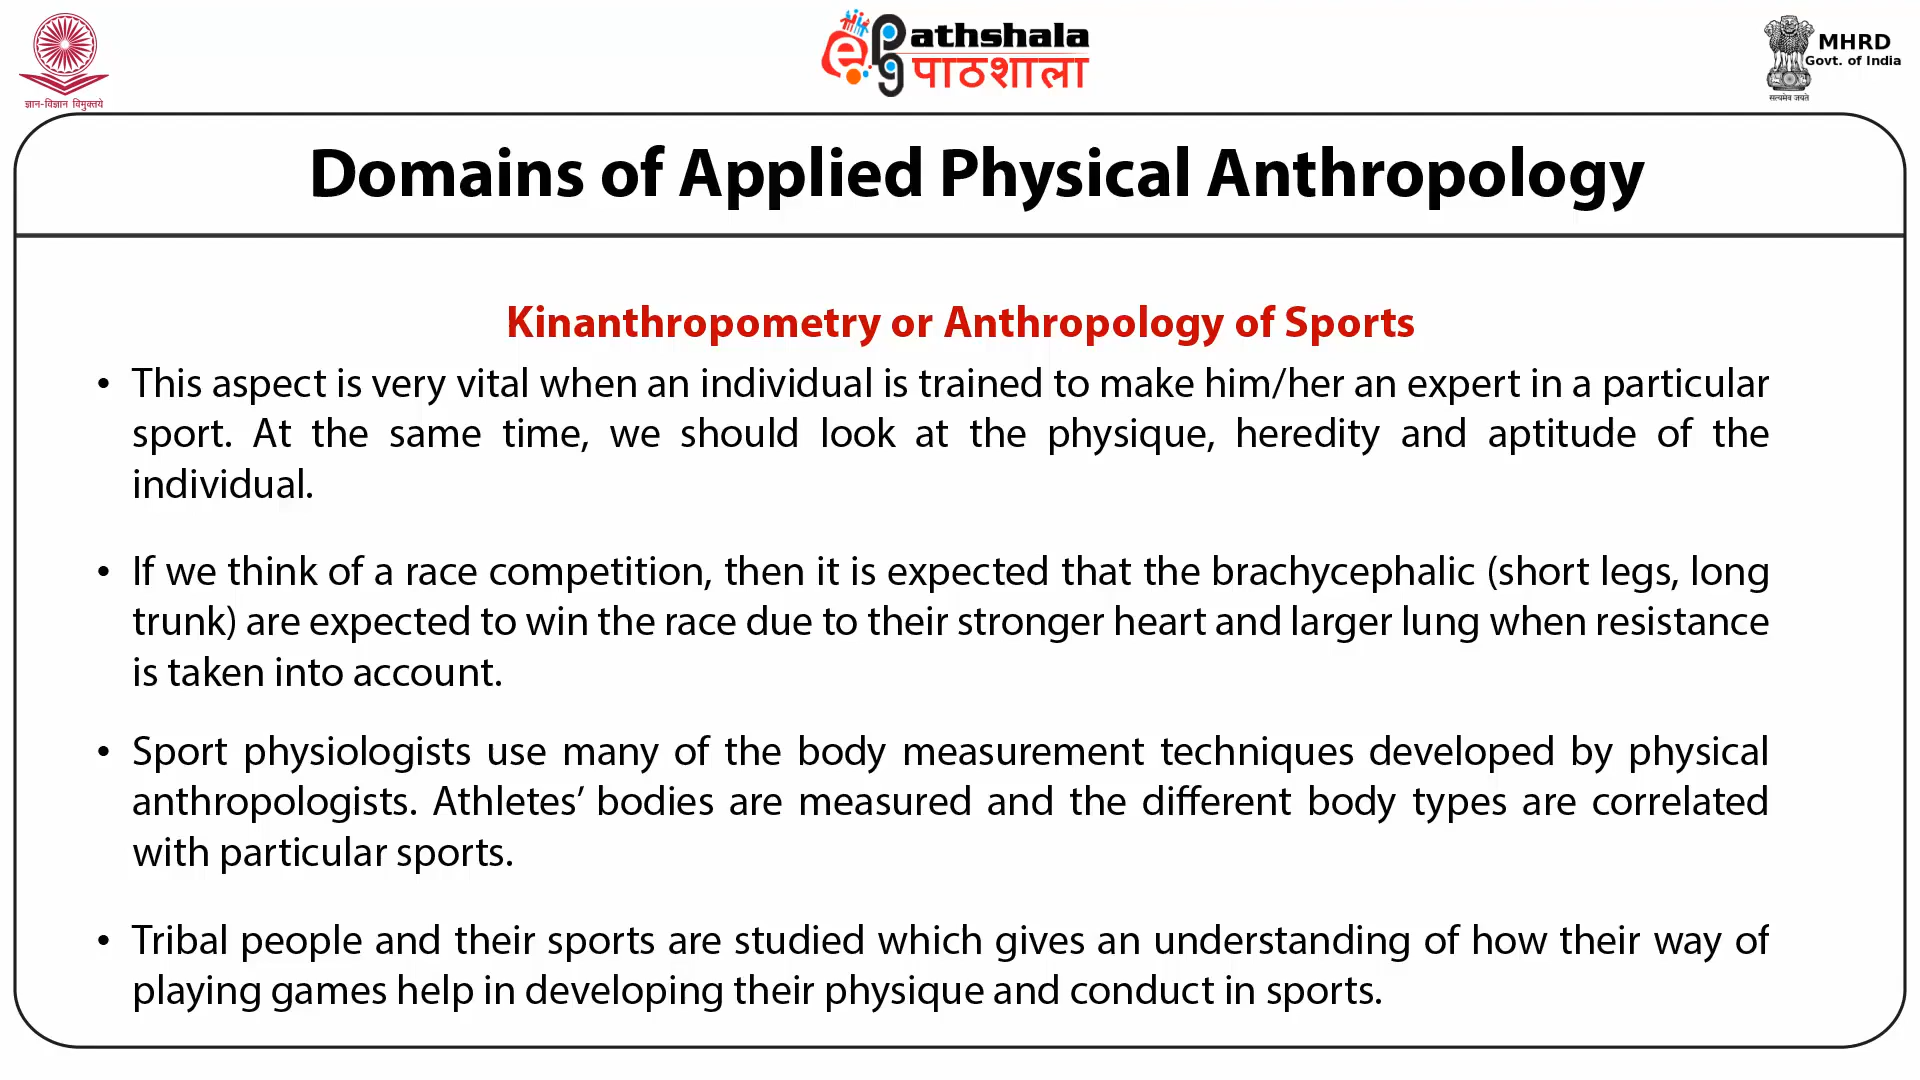 ज्ञान-विज्ञान विमुक्तये
ePG
athshala
पाठशाला
MHRD
Govt. of India
सत्यमेव जयते
Domains of Applied Physical Anthropology
Kinanthropometry or Anthropology of Sports
• This aspect is very vital when an individual is trained to make him/her an expert in a particular
sport. At the same time, we should look at the physique, heredity and aptitude of the
individual.
• If we think of a race competition, then it is expected that the brachycephalic (short legs, long
trunk) are expected to win the race due to their stronger heart and larger lung when resistance
is taken into account.
• Sport physiologists use many of the body measurement techniques developed by physical
anthropologists. Athletes’ bodies are measured and the different body types are correlated
with particular sports.
• Tribal people and their sports are studied which gives an understanding of how their way of
playing games help in developing their physique and conduct in sports.